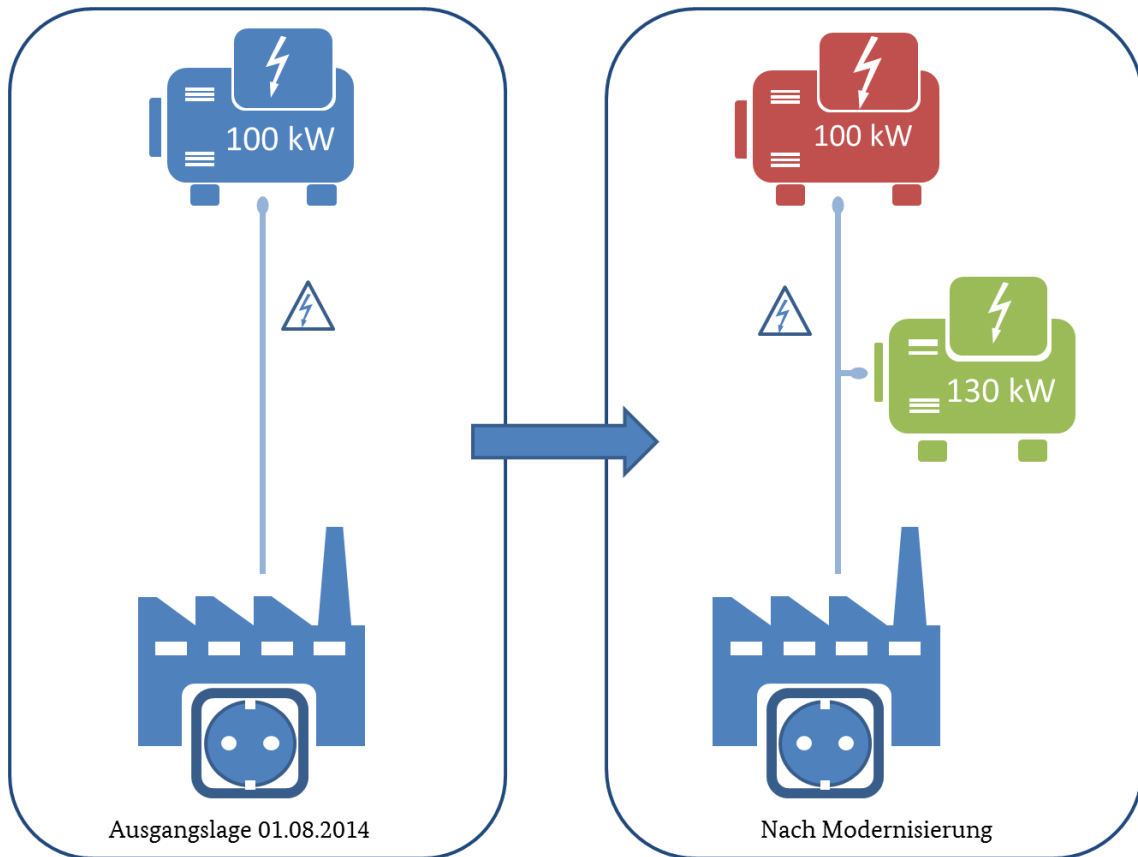 100 kW
100 kW
130 kW
Ausgangslage 01.08.2014
Nach Modernisierung